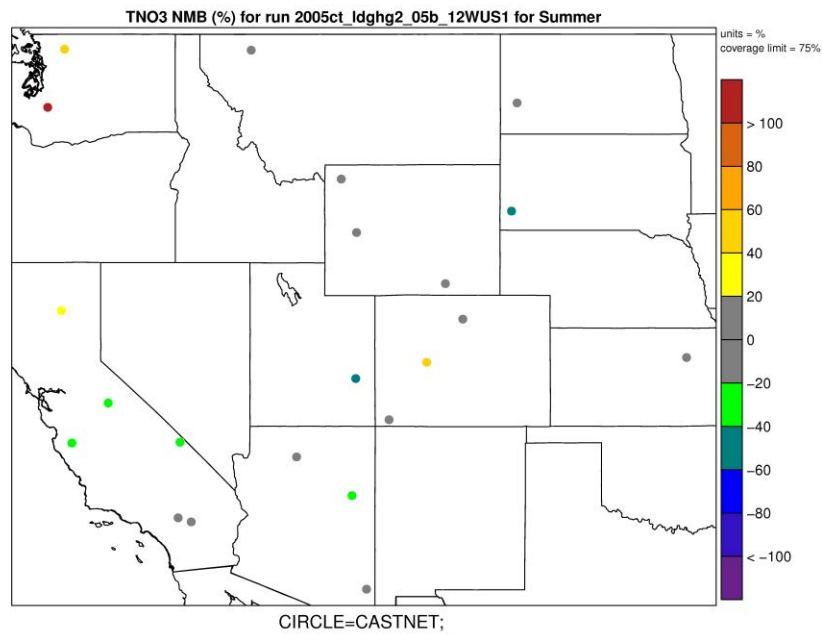 TNO3 NMB (%) for run 2005ct_ldghg2_05b_12WUS1 for Summer
units = %
coverage limit = 75%
> 100
80
60
40
20
0
−20
−40
−60
−80
< −100
CIRCLE=CASTNET;